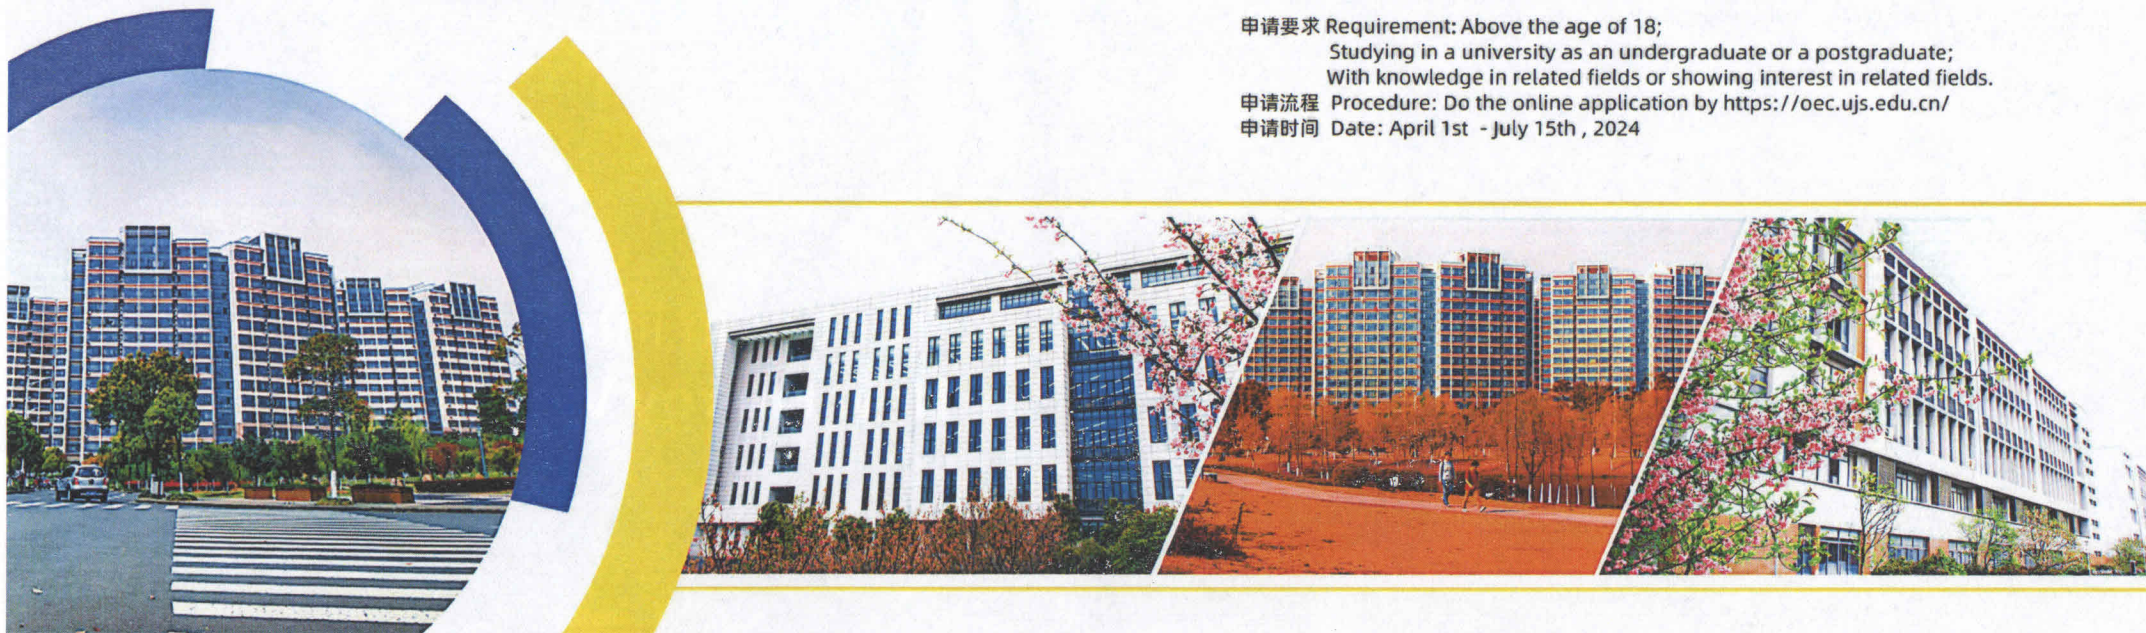 申请要求 Requirement: Above the age of 18;
Studying in a university as an undergraduate or a postgraduate;
With knowledge in related fields or showing interest in related fields.
申请流程 Procedure: Do the online application by https://oec.ujs.edu.cn/
申请时间 Date: April 1st - July 15th , 2024